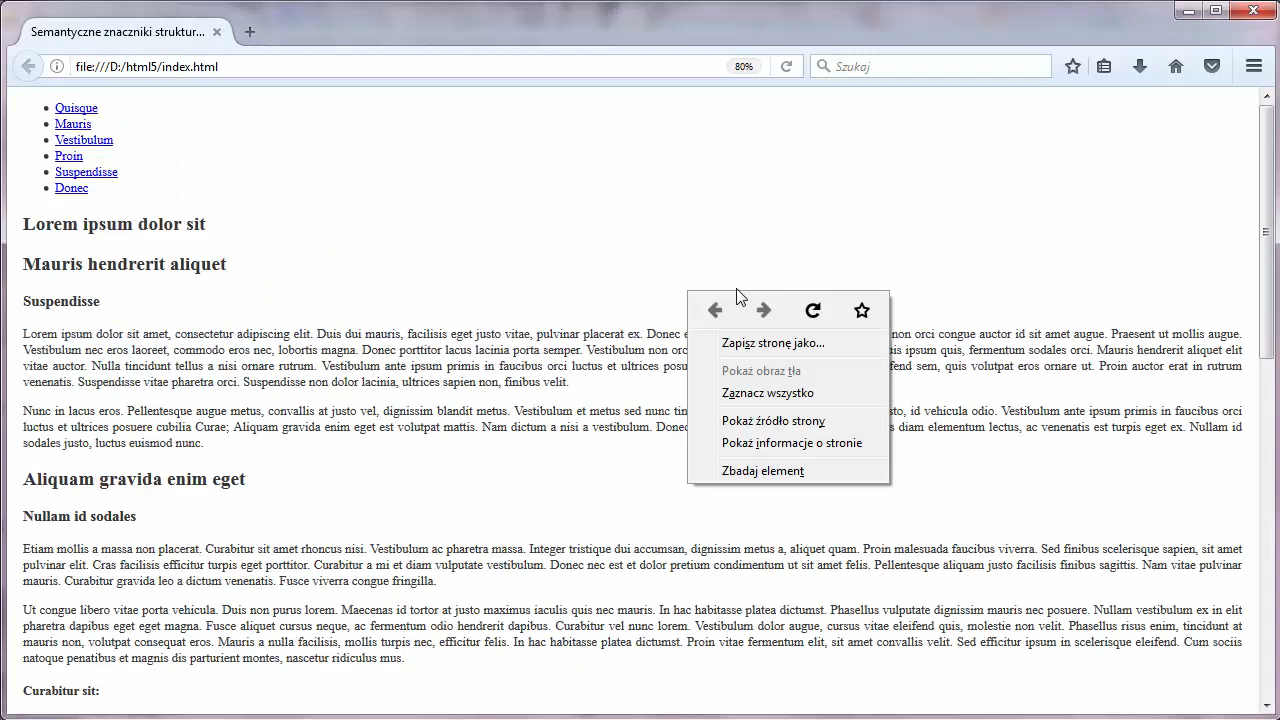 Semantyczne znaczniki struktur...
file:///D:/html5/index.html
80%
Szukaj
Quisque
Mauris
Vestibulum
Proin
Suspendisse
Donec
Lorem ipsum dolor sit
Mauris hendrerit aliquet
Suspendisse
Lorem ipsum dolor sit amet, consectetur adipiscing elit. Duis dui mauris, facilisis eget justo vitae, pulvinar placerat ex. Donec e non orci congue auctor id sit amet augue. Praesent ut mollis augue.
Vestibulum nec eros laoreet, commodo eros nec, lobortis magna. Donec porttitor lacus lacinia porta semper. Vestibulum non orc ipsum quis, fermentum sodales orci. Mauris hendrerit aliquet elit
vitae auctor. Nulla tincidunt tellus a nisi ornare rutrum. Vestibulum ante ipsum primis in faucibus orci luctus et ultrices posuere fend sem, quis euismod eros ornare ut. Proin auctor erat in rutrum
venenatis. Suspendisse vitae pharetra orci. Suspendisse non dolor lacinia, ultrices sapien non, finibus velit.
Nunc in lacus eros. Pellentesque augue metus, convallis at justo vel, dignissim blandit metus. Vestibulum et metus sed nunc tin to, id vehicula odio. Vestibulum ante ipsum primis in faucibus orci
luctus et ultrices posuere cubilia Curae; Aliquam gravida enim eget est volutpat mattis. Nam dictum a nisi a vestibulum. Donec s diam elementum lectus, ac venenatis est turpis eget ex. Nullam id
sodales justo, luctus euismod nunc.
Zapisz stronę jako...
Pokaż obraz tła
Zaznacz wszystko
Pokaż źródło strony
Pokaż informacje o stronie
Zbadaj element
Aliquam gravida enim eget
Nullam id sodales
Etiam mollis a massa non placerat. Curabitur sit amet rhoncus nisi. Vestibulum ac pharetra massa. Integer tristique dui accumsan, dignissim metus a, aliquet quam. Proin malesuada faucibus viverra. Sed finibus scelerisque sapien, sit amet
pulvinar elit. Cras facilisis efficitur turpis eget porttitor. Curabitur a mi et diam vulputate vestibulum. Donec nec est et dolor pretium condimentum ut sit amet felis. Pellentesque aliquam justo facilisis finibus sagittis. Nam vitae pulvinar
mauris. Curabitur gravida leo a dictum venenatis. Fusce viverra congue fringilla.
Ut congue libero vitae porta vehicula. Duis non purus lorem. Maecenas id tortor at justo maximus iaculis quis nec mauris. In hac habitasse platea dictumst. Phasellus vulputate dignissim mauris nec posuere. Nullam vestibulum ex in elit
pharetra dapibus eget eget magna. Fusce aliquet cursus neque, ac fermentum odio hendrerit dapibus. Curabitur vel nunc lorem. Vestibulum dolor augue, cursus vitae eleifend quis, molestie non velit. Phasellus risus enim, tincidunt at
mauris non, volutpat consequat eros. Mauris a nulla facilisis, mollis turpis nec, efficitur felis. In hac habitasse platea dictumst. Proin vitae fermentum elit, sit amet convallis velit. Sed efficitur ipsum in scelerisque eleifend. Cum sociis
natoque penatibus et magnis dis parturient montes, nascetur ridiculus mus.
Curabitur sit: